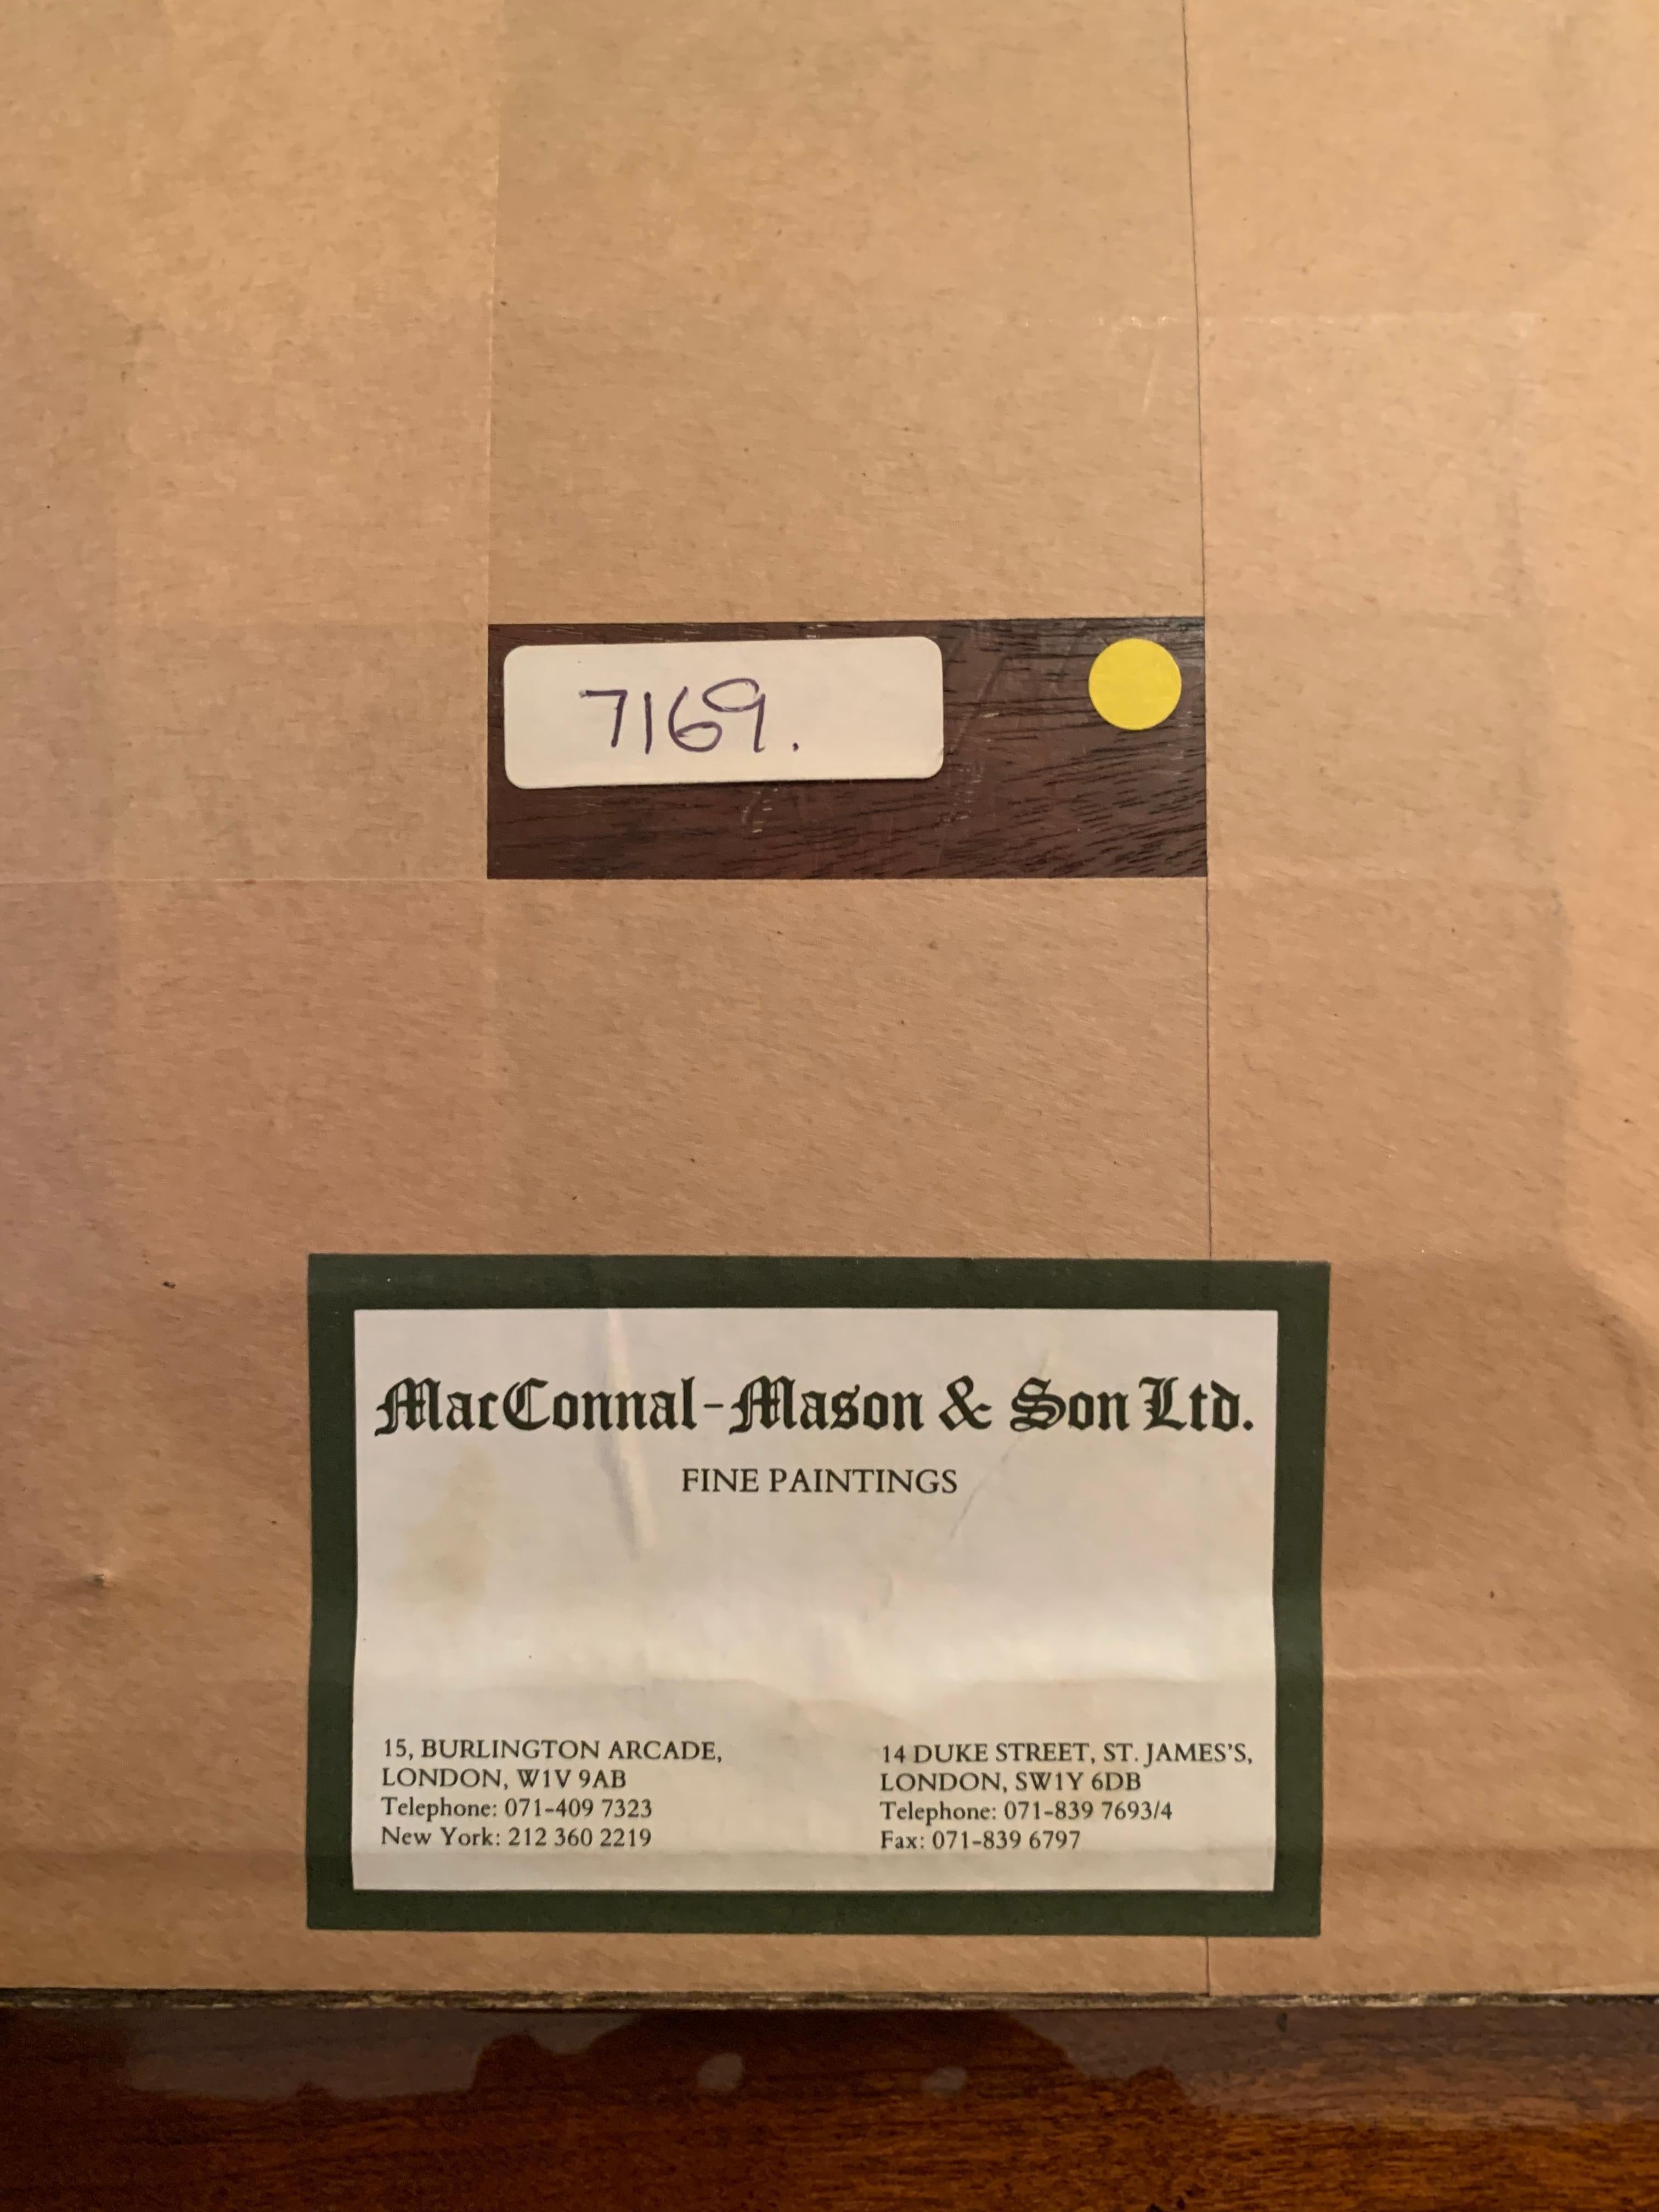 7169.
MacConnal-Mason & Son Ltd.
FINE PAINTINGS
15, BURLINGTON ARCADE,
LONDON, W1V 9AB
Telephone: 071-409 7323
New York: 212 360 2219
14 DUKE STREET, ST. JAMES'S,
LONDON, SW1Y 6DB
Telephone: 071-839 7693/4
Fax: 071-839 6797